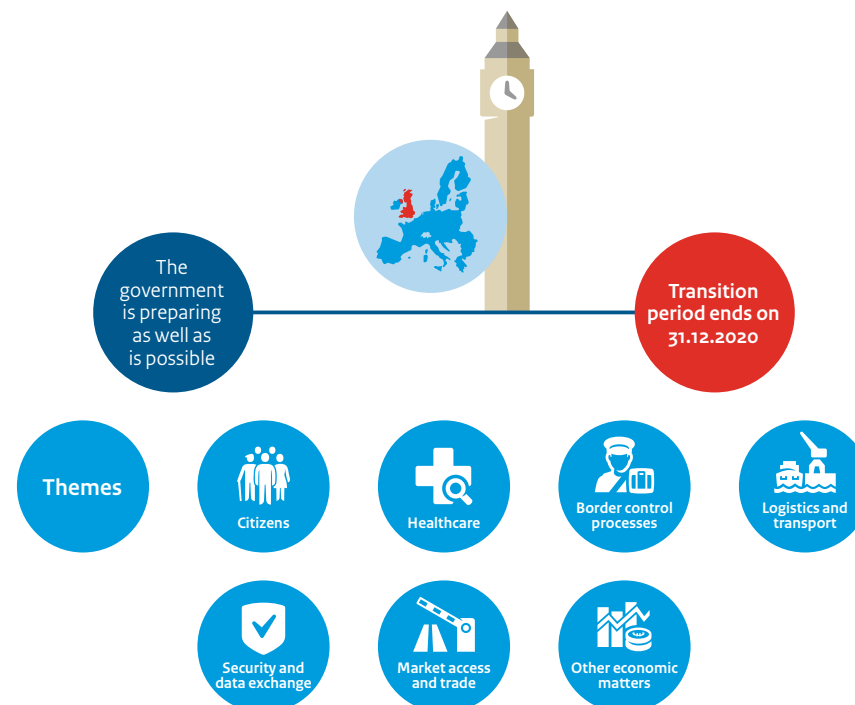 The
government
is preparing
as well as
is possible
Transition
period ends on
31.12.2020
Themes
Citizens
Healthcare
Border control
processes
Logistics and
transport
Security and
data exchange
Market access
and trade
Other economic
matters